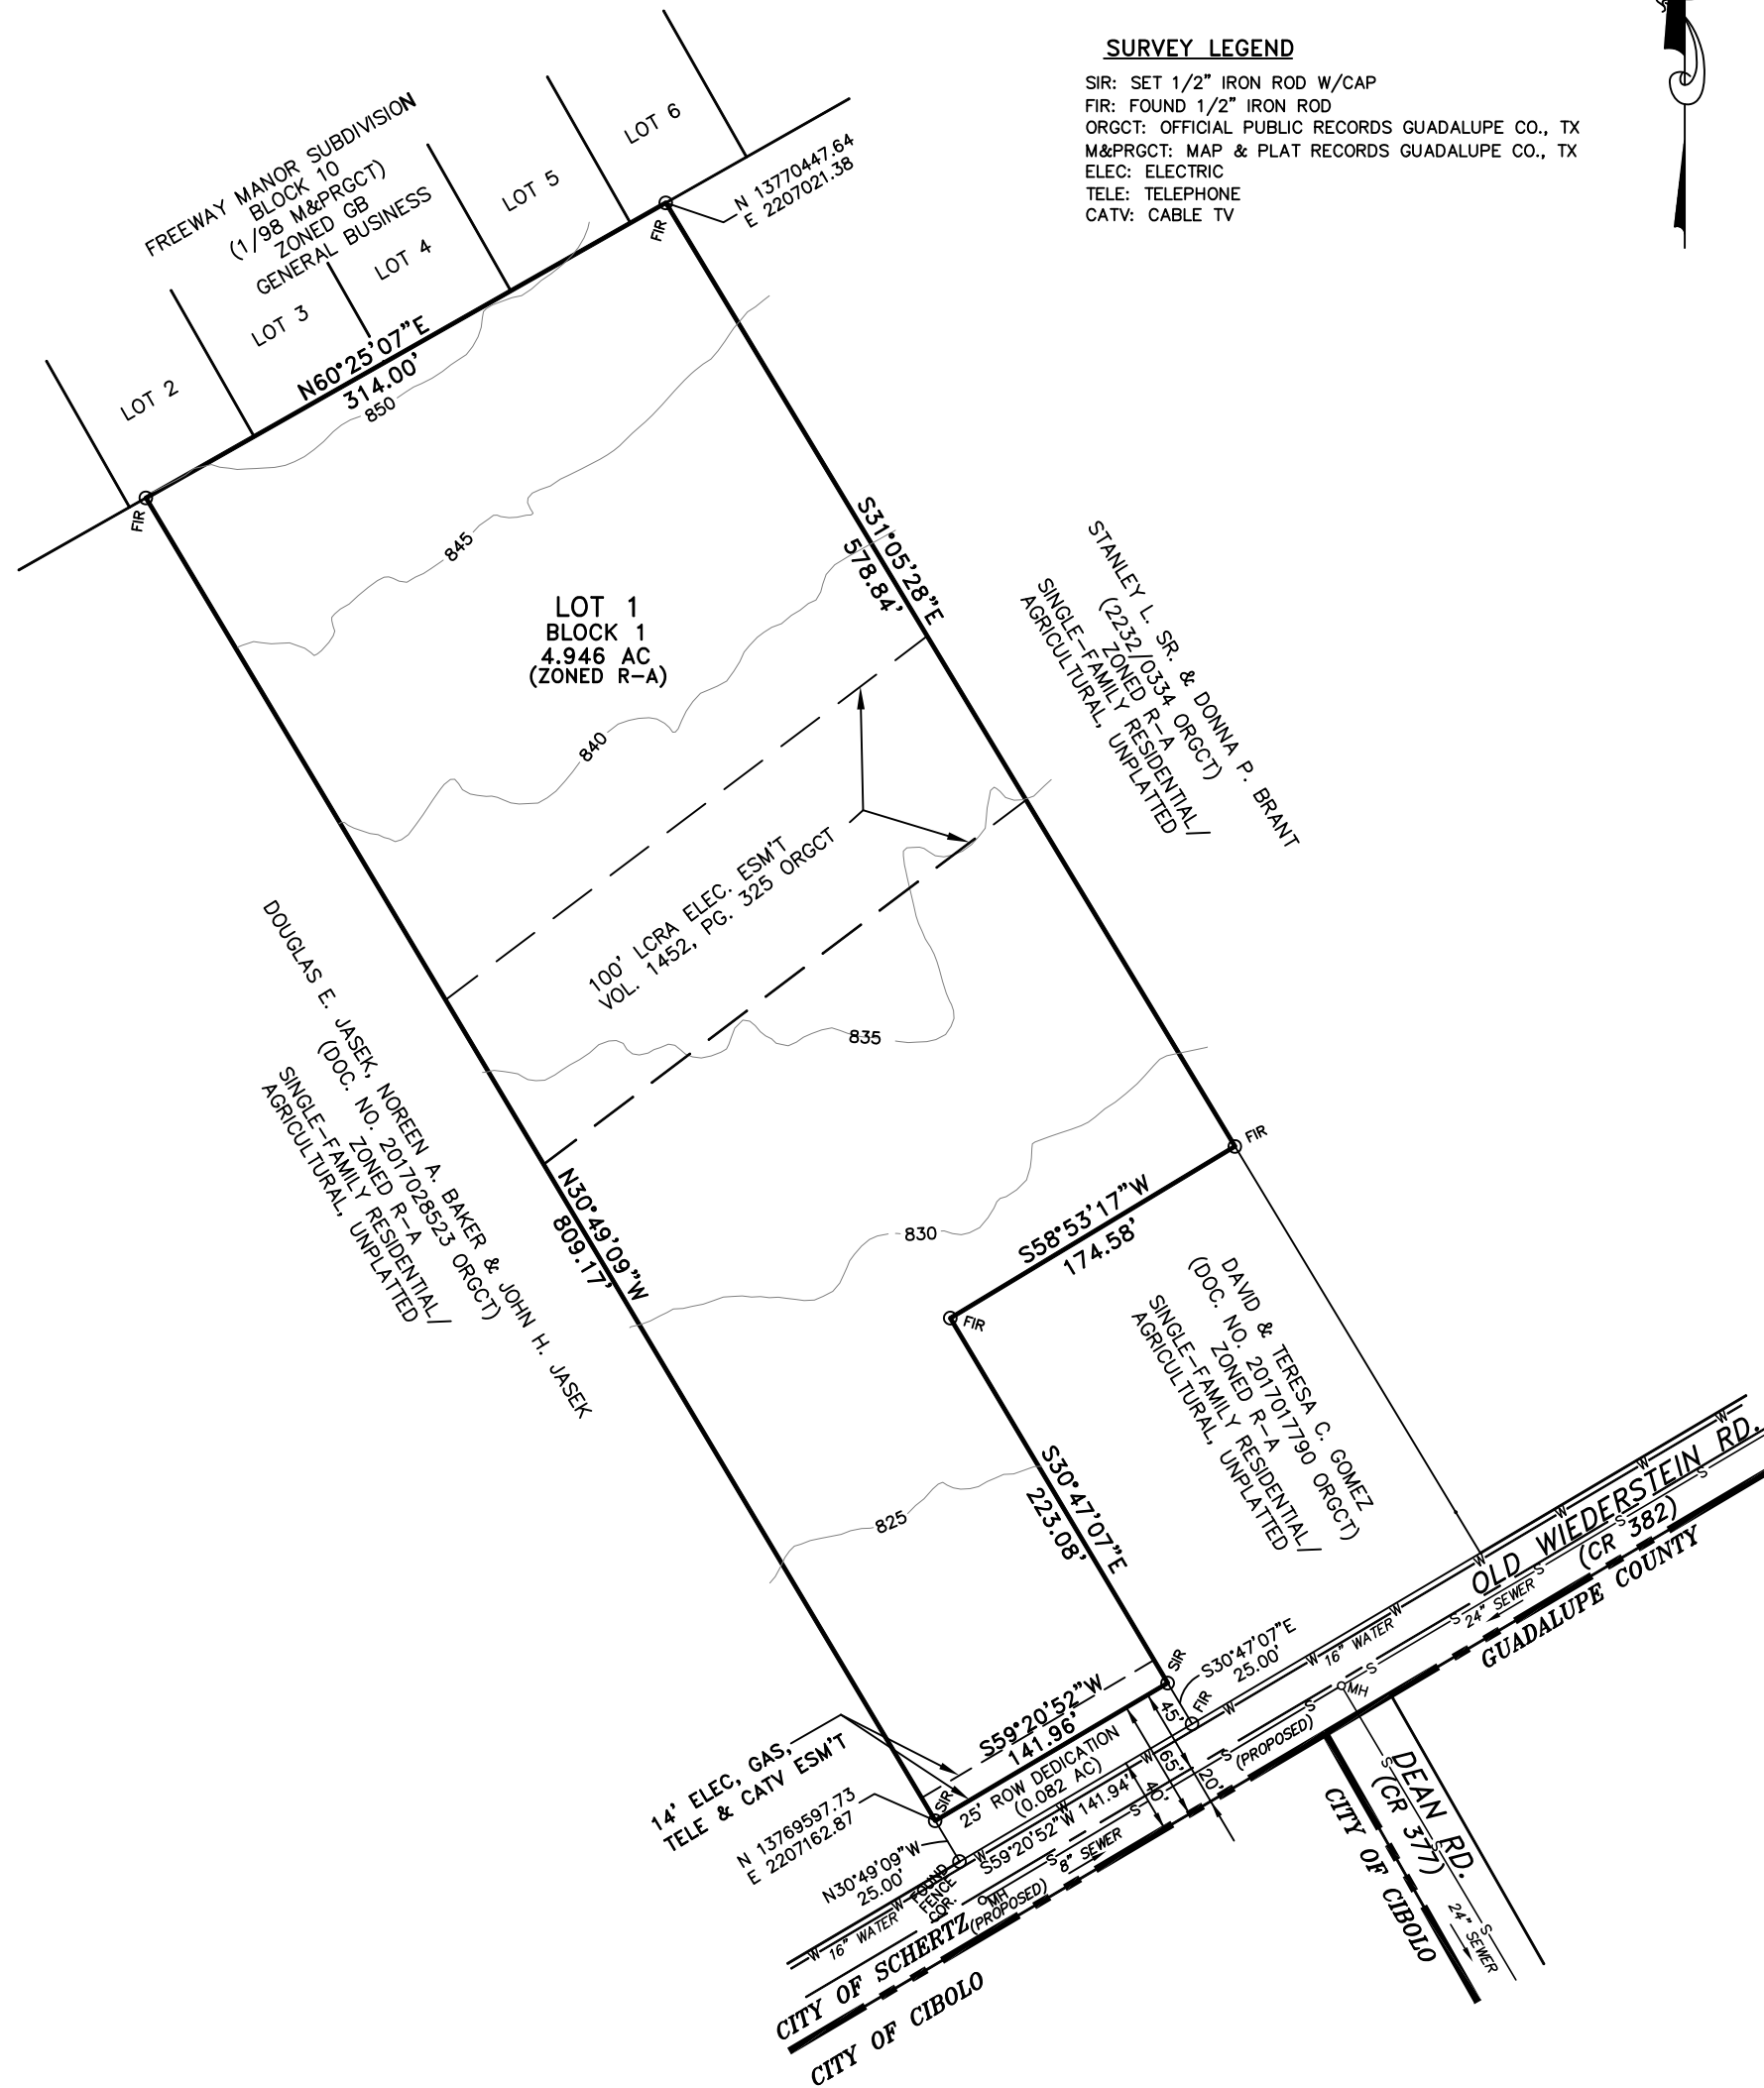 SURVEY LEGEND
SIR: SET 1/2" IRON ROD W/CAP
FIR: FOUND 1/2" IRON ROD
ORGCT: OFFICIAL PUBLIC RECORDS GUADALUPE CO., TX
M&PRGCT: MAP & PLAT RECORDS GUADALUPE CO., TX
ELEC: ELECTRIC
TELE: TELEPHONE
CATV: CABLE TV
FREEWAY MANOR SUBDIVISION
BLOCK 10
(1/98 M&PRGCT)
ZONED GB
GENERAL BUSINESS
LOT 2
LOT 3
LOT 4
LOT 5
LOT 6
N 13770447.64
E 2207021.38
FIR
FIR
N60°25'07"E
314.00'
850
845
LOT 1
BLOCK 1
4.946 AC
(ZONED R-A)
S31°05'28"E
578.84'
STANLEY L. SR. & DONNA P. BRANT
(2232/0334 ORGCT)
ZONED R-A
SINGLE-FAMILY RESIDENTIAL/
AGRICULTURAL, UNPLATTED
840
100' LCRA ELEC. ESM'T
VOL. 1452, PG. 325 ORGCT
835
DOUGLAS E. JASEK, NOREEN A. BAKER & JOHN H. JASEK
(DOC. NO. 2017028523 ORGCT)
ZONED R-A
SINGLE-FAMILY RESIDENTIAL/
AGRICULTURAL, UNPLATTED
N30°49'09"W
809.17'
FIR
S58°53'17"W
174.58'
830
FIR
DAVID & TERESA C. GOMEZ
(DOC. NO. 2017017790 ORGCT)
ZONED R-A
SINGLE-FAMILY RESIDENTIAL/
AGRICULTURAL, UNPLATTED
S30°47'07"E
223.08'
825
OLD WIEDERSTEIN RD.
(CR 382)
GUADALUPE COUNTY
24" SEWER
16" WATER
W
W
W
W
W
W
W
W
W
W
W
S
S
S
S
S
S
S
S
S
S
S
S
SIR
S30°47'07"E
25.00'
FIR
MH
S59°20'52"W
141.96'
14' ELEC, GAS,
TELE & CATV ESM'T
25' ROW DEDICATION
(0.082 AC)
45'
65'
40'
20'
(PROPOSED)
SIR
N 13769597.73
E 2207162.87
N30°49'09"W
25.00'
FOUND
FENCE
COR.
S59°20'52"W 141.94'
8" SEWER
MH
(PROPOSED)
16" WATER
CITY OF SCHERTZ
CITY OF CIBOLO
DEAN RD.
(CR 377)
CITY OF CIBOLO
24" SEWER